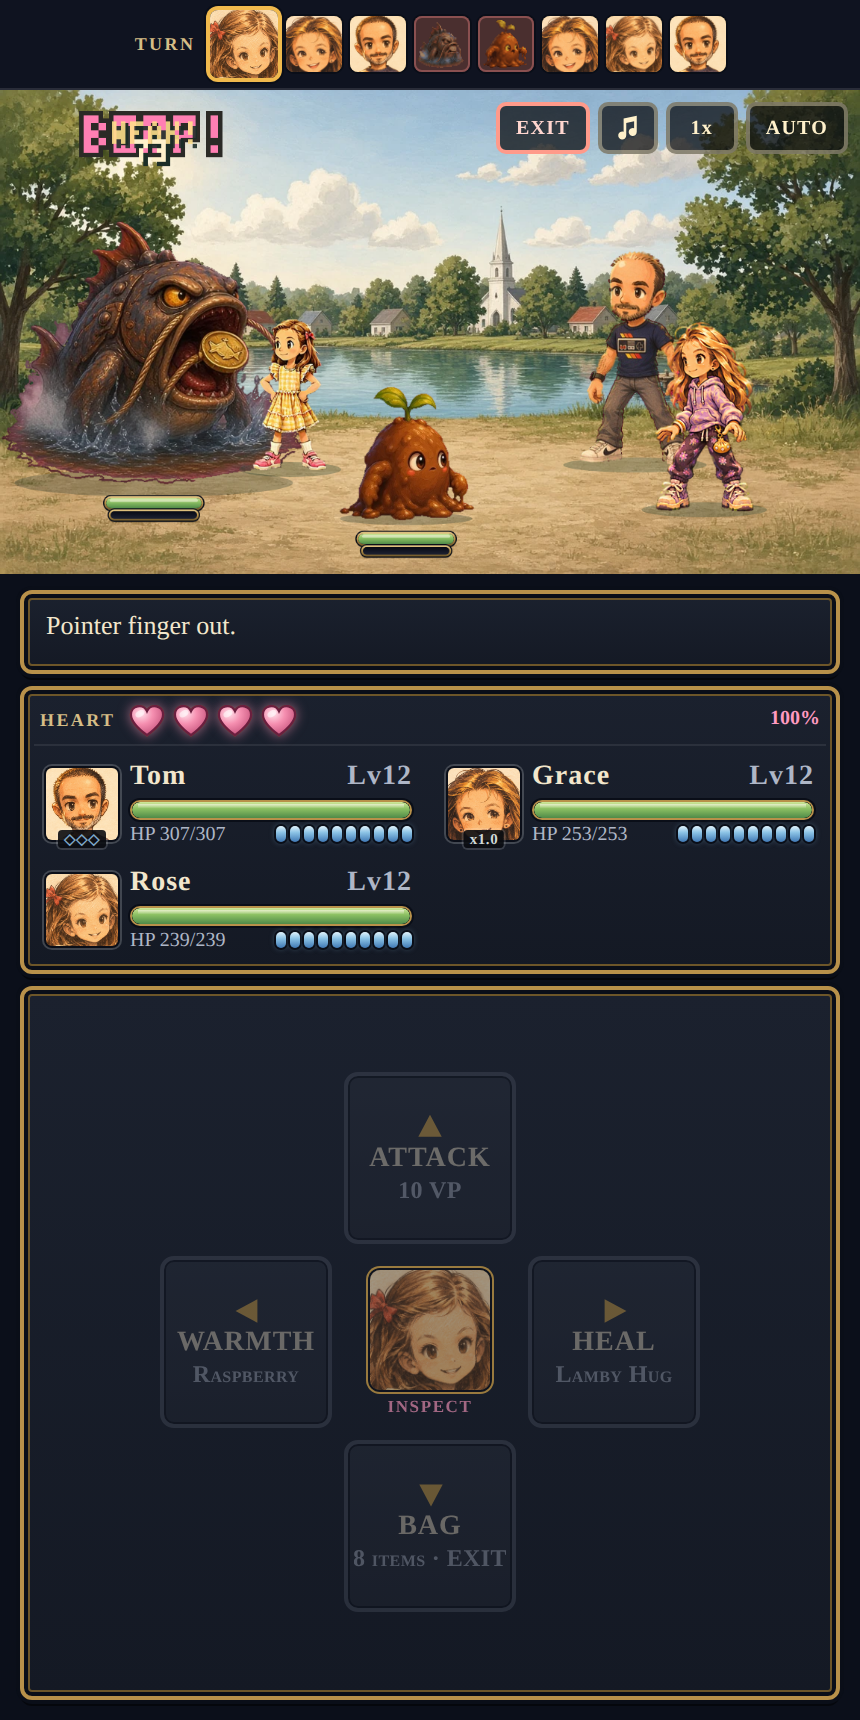 TURN
EXIT
1x
AUTO
Pointer finger out.
HEART
100%
Tom Lv12
HP 307/307
Grace Lv12
x1.0
HP 253/253
Rose Lv12
HP 239/239
ATTACK
10 VP
WARMTH
Raspberry
HEAL
Lamby Hug
INSPECT
BAG
8 items · EXIT